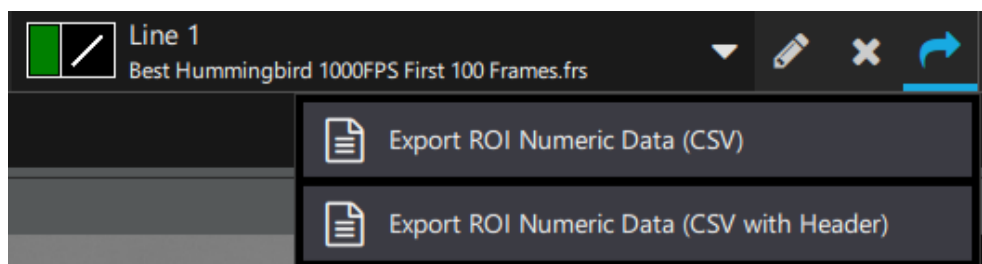 Line 1
Best Hummingbird 1000FPS First 100 Frames.frs
Export ROI Numeric Data (CSV)
Export ROI Numeric Data (CSV with Header)